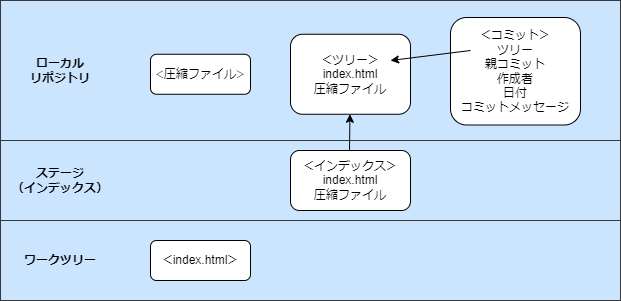 ローカル
リポジトリ
＜圧縮ファイル＞
＜ツリー＞
index.html
圧縮ファイル
＜コミット＞
ツリー
親コミット
作成者
日付
コミットメッセージ
ステージ
（インデックス）
＜インデックス＞
index.html
圧縮ファイル
ワークツリー
＜index.html＞